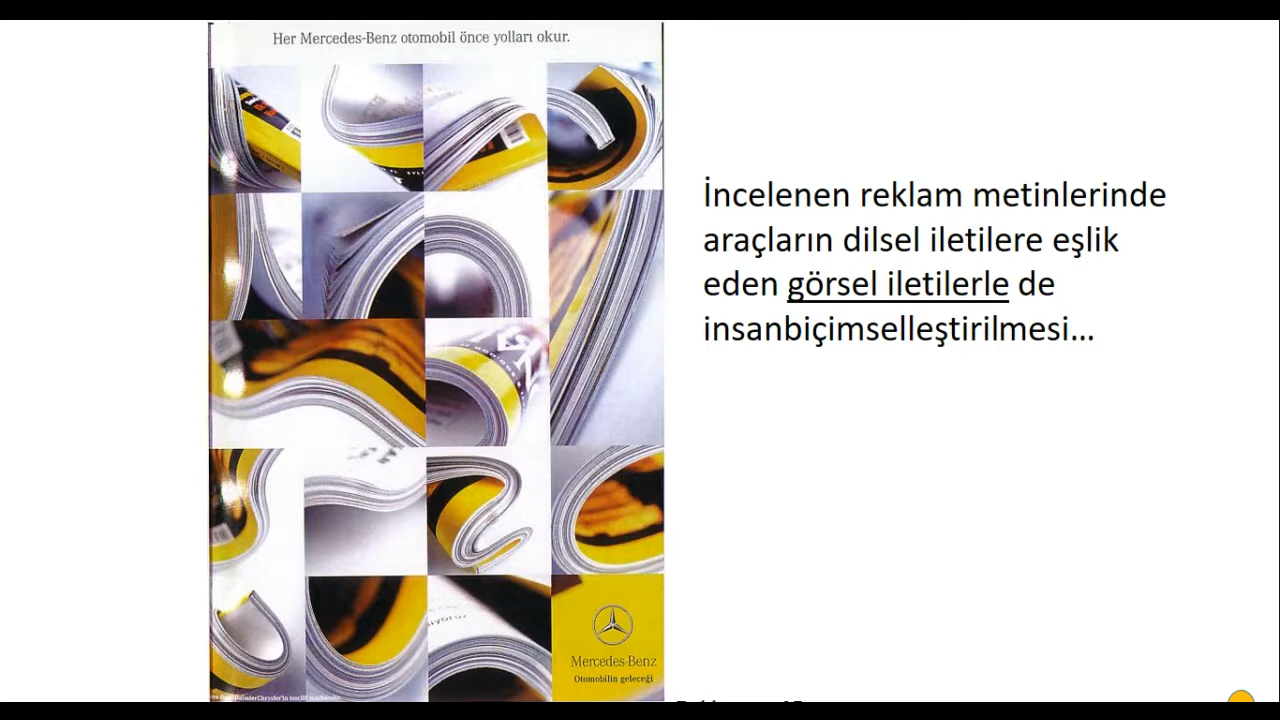 Her Mercedes-Benz otomobil önce yolları okur.
İncelenen reklam metinlerinde
araçların dilsel iletilere eşlik
eden görsel iletilerle de
insanbiçimselleştirilmesi...
Mercedes-Benz
Otomobilin geleceği